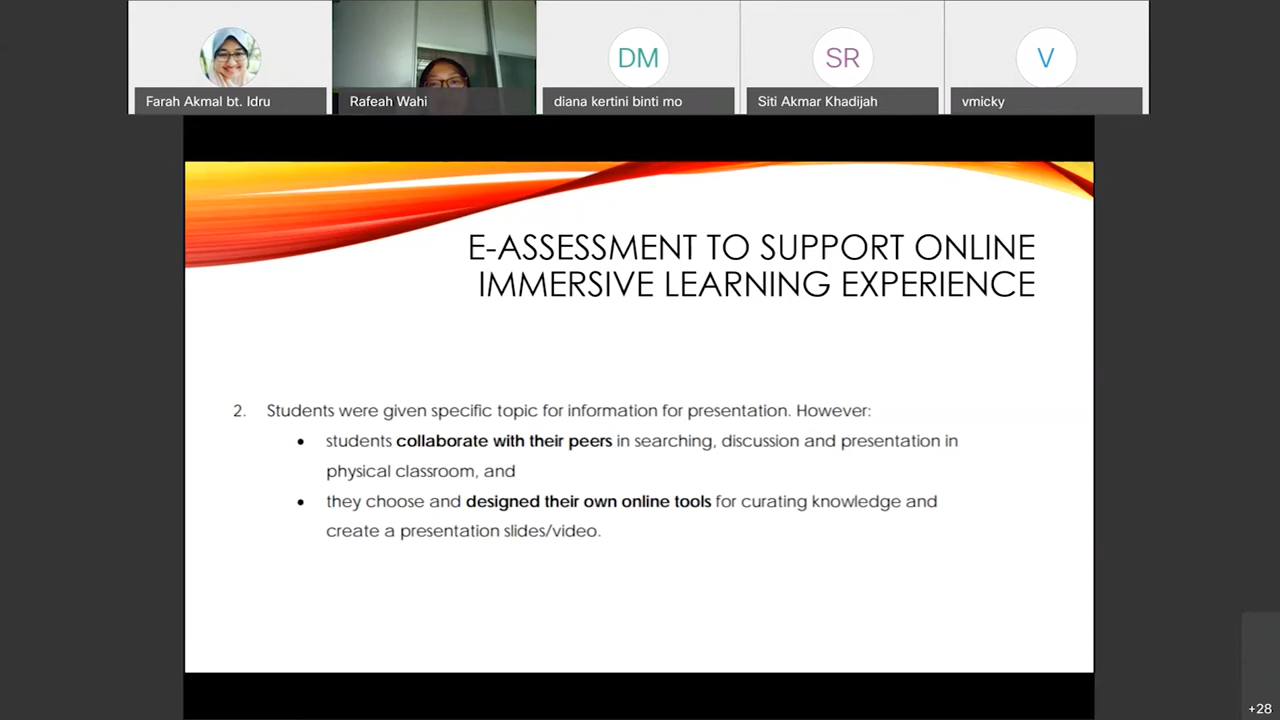 DM
SR
V
Farah Akmal bt. Idru
Rafeah Wahi
diana kertini binti mo
Siti Akmar Khadijah
vmicky
E-ASSESSMENT TO SUPPORT ONLINE
IMMERSIVE LEARNING EXPERIENCE
2. Students were given specific topic for information for presentation. However:
• students collaborate with their peers in searching, discussion and presentation in
physical classroom, and
• they choose and designed their own online tools for curating knowledge and
create a presentation slides/video.
+28